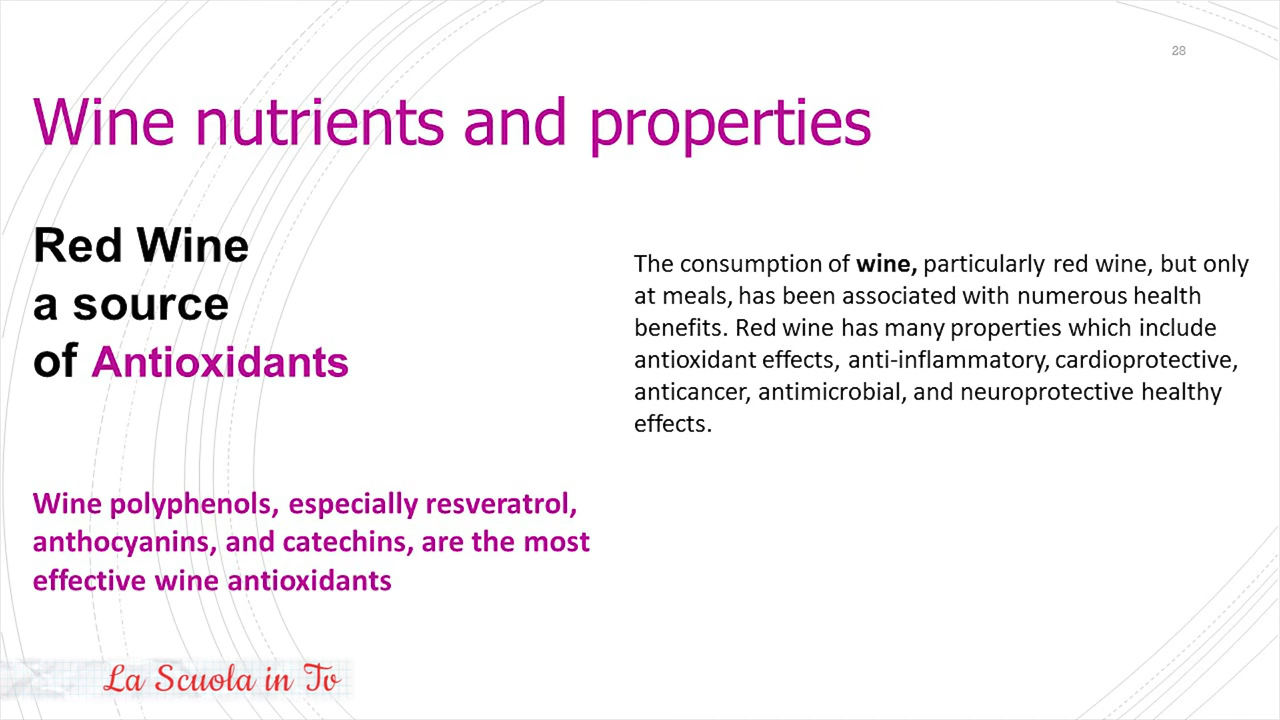 28
Wine nutrients and properties
Red Wine
a source
of Antioxidants
The consumption of wine, particularly red wine, but only
at meals, has been associated with numerous health
benefits. Red wine has many properties which include
antioxidant effects, anti-inflammatory, cardioprotective,
anticancer, antimicrobial, and neuroprotective healthy
effects.
Wine polyphenols, especially resveratrol,
anthocyanins, and catechins, are the most
effective wine antioxidants
La Scuola in Tv